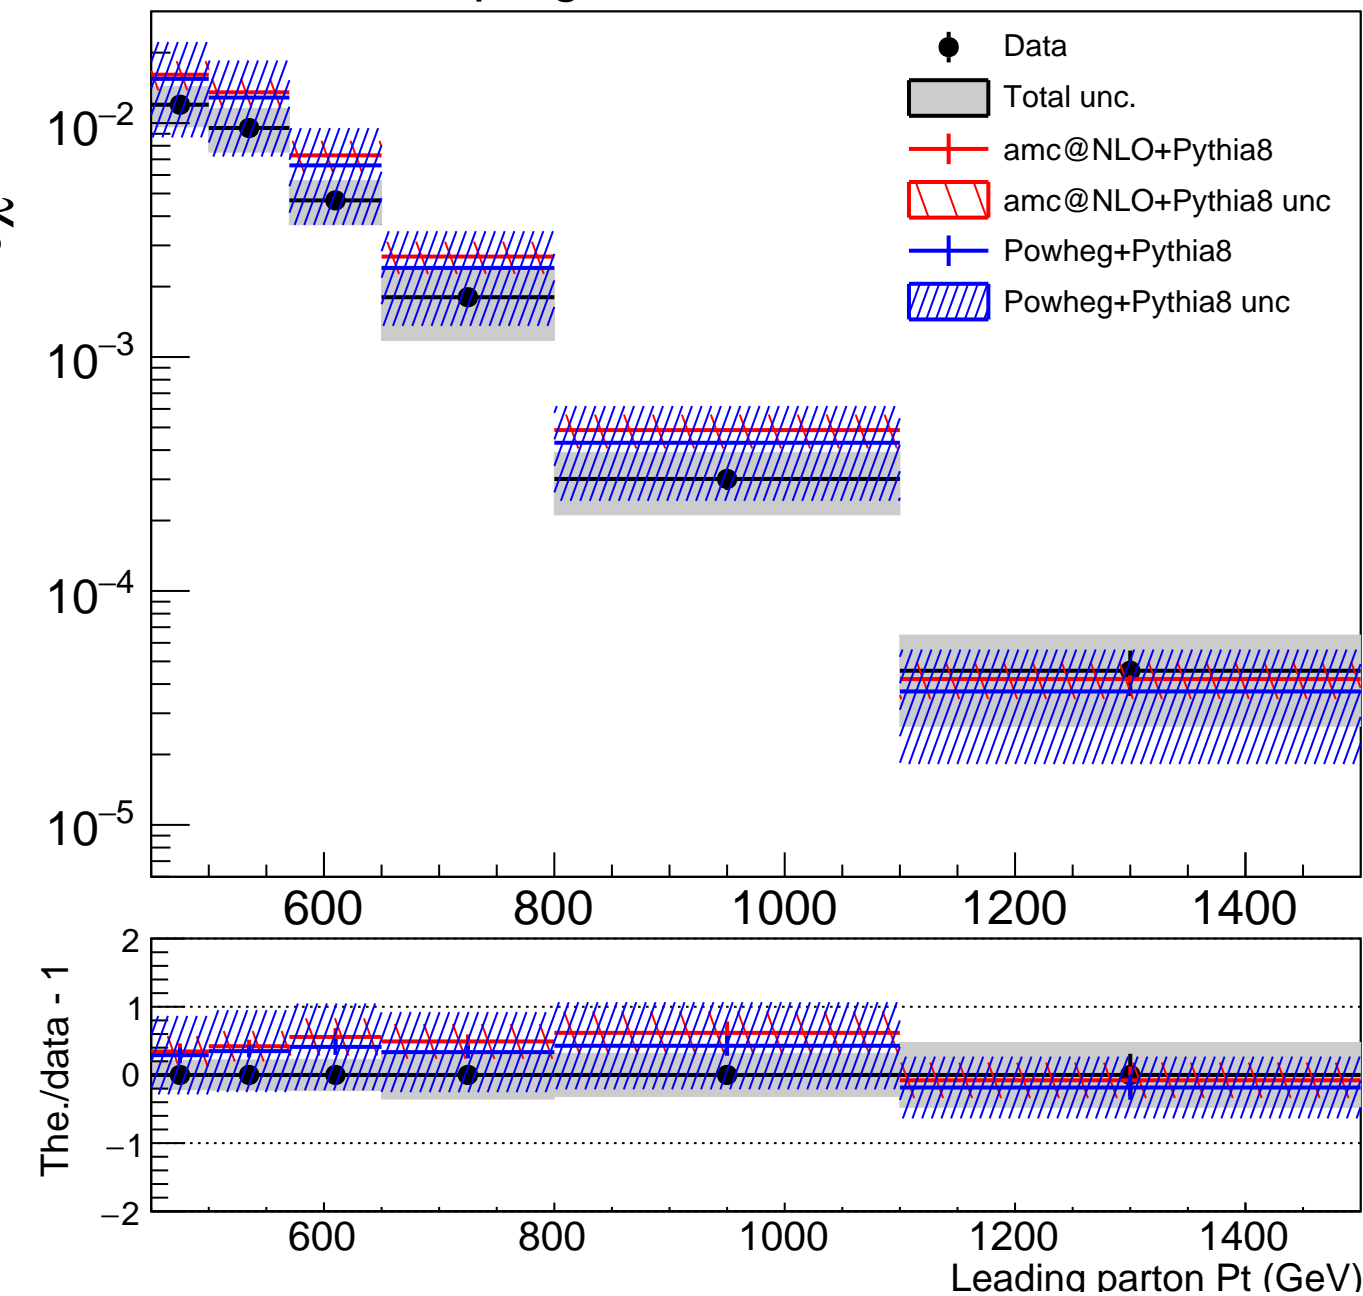 Data
Total unc.
amc@NLO+Pythia8
amc@NLO+Pythia8 unc
Powheg+Pythia8
Powheg+Pythia8 unc
10−2
10−3
10−4
10−5
600 800 1000 1200 1400
The./data - 1
2
1
0
−1
−2
600 800 1000 1200 1400
Leading parton Pt (GeV)